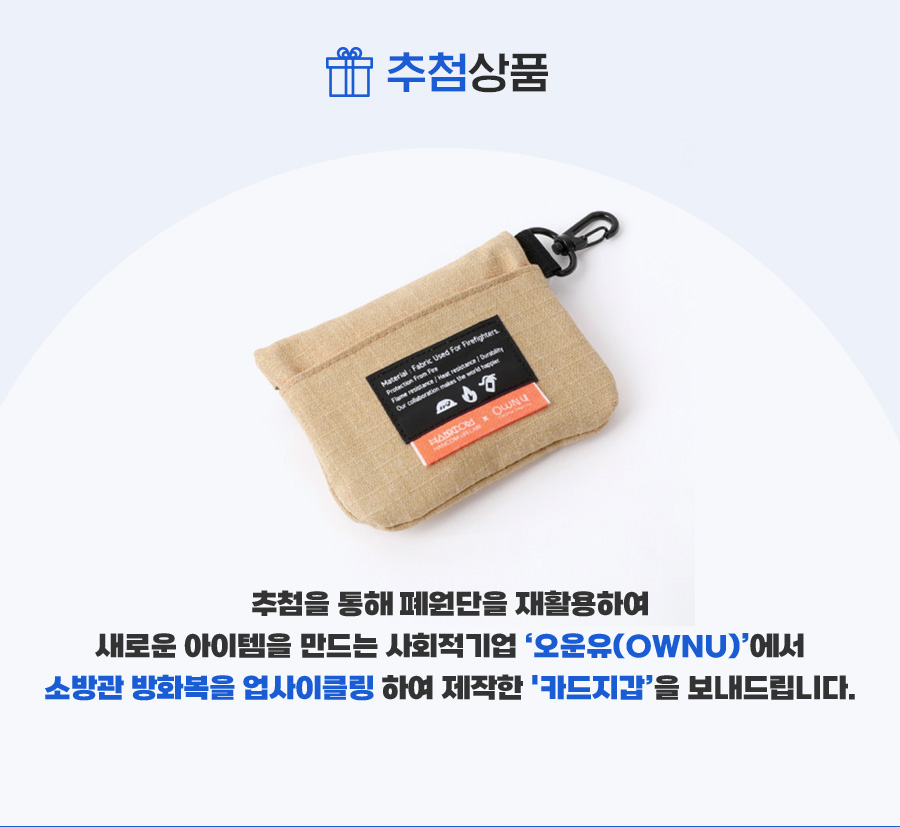 추첨상품
Material : Fabric Used For Firefighters.
Protection From Fire
Flame resistance / Heat resistance / Durability
Our collaboration makes the world happier.
HANCOM LIFECARE x OWN U
추첨을 통해 폐원단을 재활용하여
새로운 아이템을 만드는 사회적기업 ‘오운유(OWNU)’에서
소방관 방화복을 업사이클링 하여 제작한 '카드지갑’을 보내드립니다.